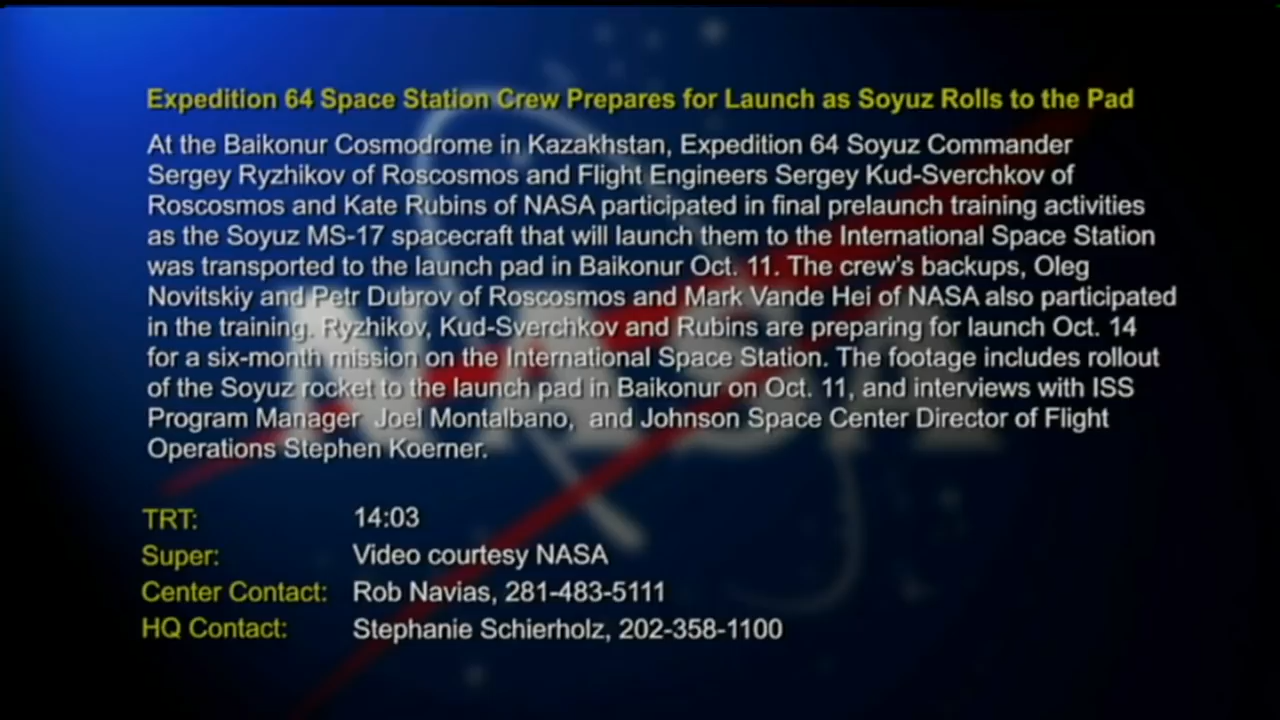 Expedition 64 Space Station Crew Prepares for Launch as Soyuz Rolls to the Pad
At the Baikonur Cosmodrome in Kazakhstan, Expedition 64 Soyuz Commander
Sergey Ryzhikov of Roscosmos and Flight Engineers Sergey Kud-Sverchkov of
Roscosmos and Kate Rubins of NASA participated in final prelaunch training activities
as the Soyuz MS-17 spacecraft that will launch them to the International Space Station
was transported to the launch pad in Baikonur Oct. 11. The crew's backups, Oleg
Novitskiy and Petr Dubrov of Roscosmos and Mark Vande Hei of NASA also participated
in the training. Ryzhikov, Kud-Sverchkov and Rubins are preparing for launch Oct. 14
for a six-month mission on the International Space Station. The footage includes rollout
of the Soyuz rocket to the launch pad in Baikonur on Oct. 11, and interviews with ISS
Program Manager  Joel Montalbano,  and Johnson Space Center Director of Flight
Operations Stephen Koerner.
TRT: 14:03
Super: Video courtesy NASA
Center Contact: Rob Navias, 281-483-5111
HQ Contact: Stephanie Schierholz, 202-358-1100
NASA